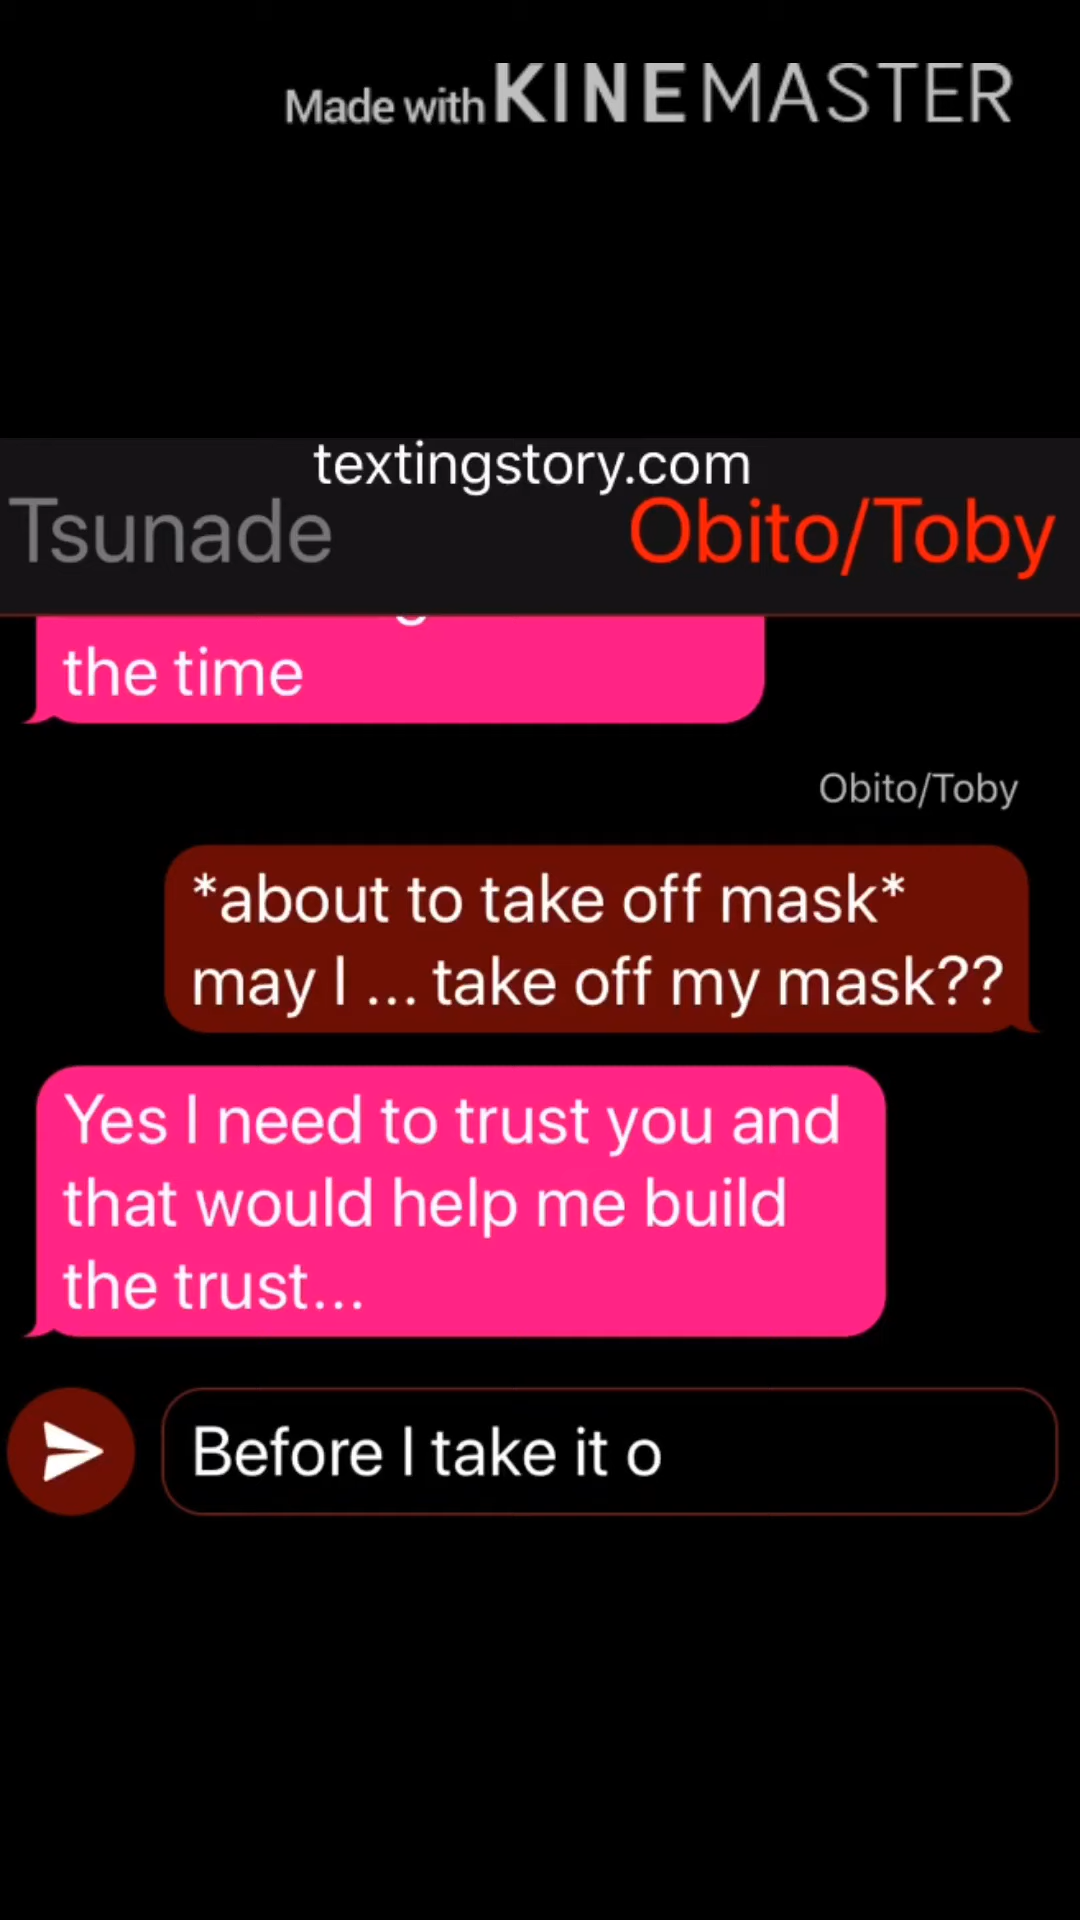 Made with KINEMASTER
textingstory.com
Tsunade Obito/Toby
the time
Obito/Toby
*about to take off mask*
may I ... take off my mask??
Yes I need to trust you and
that would help me build
the trust...
Before I take it o